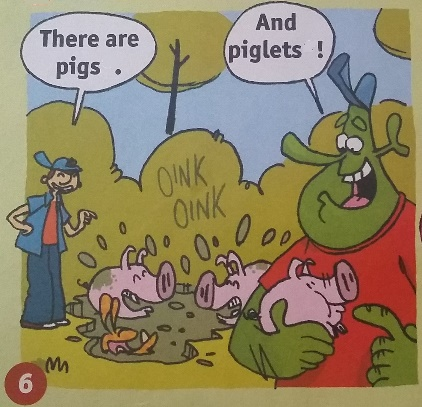 There are
pigs .
And
piglets !
OINK
OINK
6